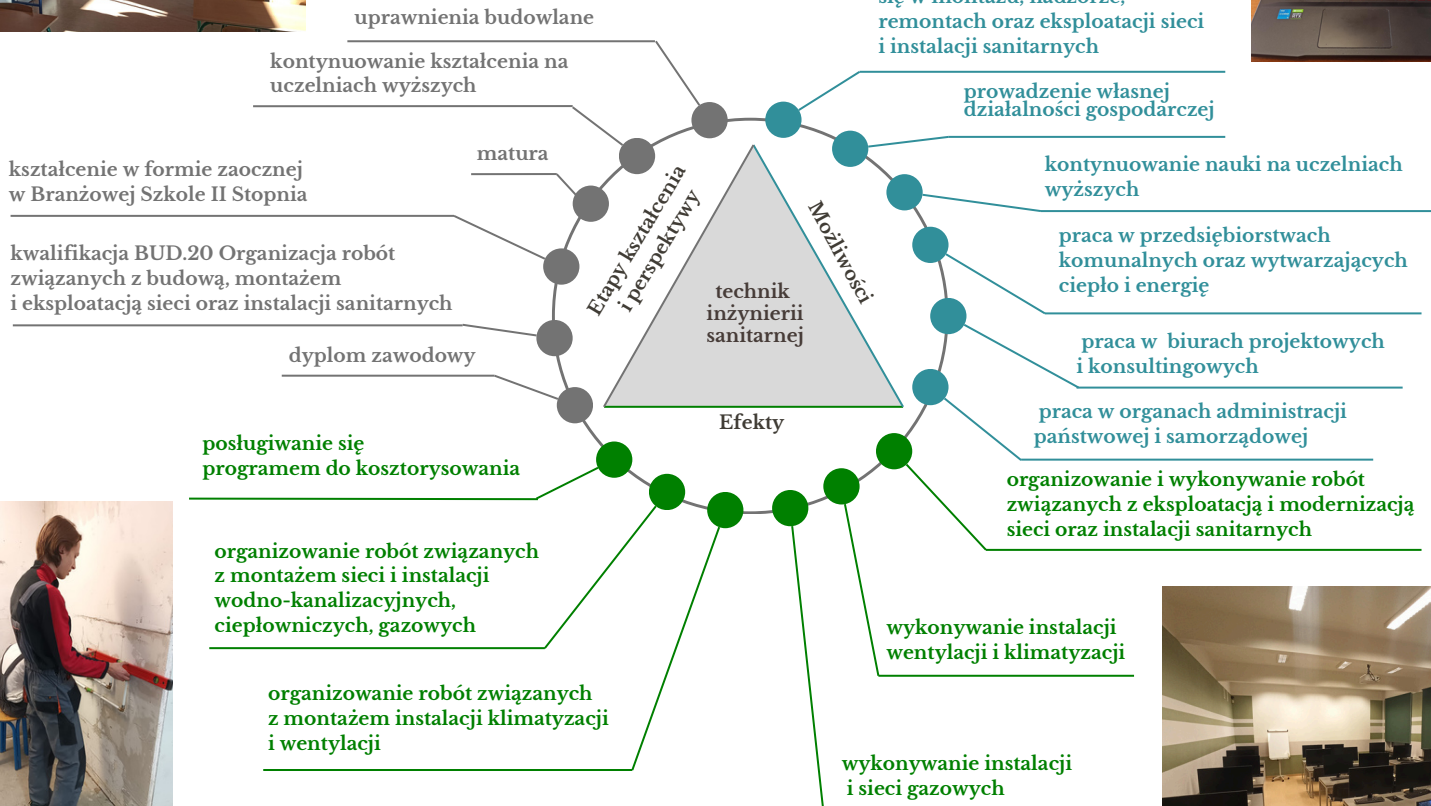 uprawnienia budowlane
kontynuowanie kształcenia na
uczelniach wyższych
matura
kształcenie w formie zaocznej
w Branżowej Szkole II Stopnia
kwalifikacja BUD.20 Organizacja robót
związanych z budową, montażem
i eksploatacją sieci oraz instalacji sanitarnych
dyplom zawodowy
Etapy kształcenia
i perspektywy
technik
inżynierii
sanitarnej
Możliwości
Efekty
się w montażu, nadzorze,
remontach oraz eksploatacji sieci
i instalacji sanitarnych
prowadzenie własnej
działalności gospodarczej
kontynuowanie nauki na uczelniach
wyższych
praca w przedsiębiorstwach
komunalnych oraz wytwarzających
ciepło i energię
praca w biurach projektowych
i konsultingowych
praca w organach administracji
państwowej i samorządowej
posługiwanie się
programem do kosztorysowania
organizowanie robót związanych
z montażem sieci i instalacji
wodno-kanalizacyjnych,
ciepłowniczych, gazowych
organizowanie robót związanych
z montażem instalacji klimatyzacji
i wentylacji
wykonywanie instalacji
i sieci gazowych
wykonywanie instalacji
wentylacji i klimatyzacji
organizowanie i wykonywanie robót
związanych z eksploatacją i modernizacją
sieci oraz instalacji sanitarnych